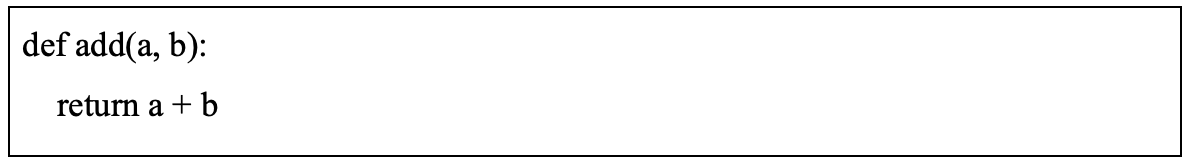 def add(a, b):
    return a + b